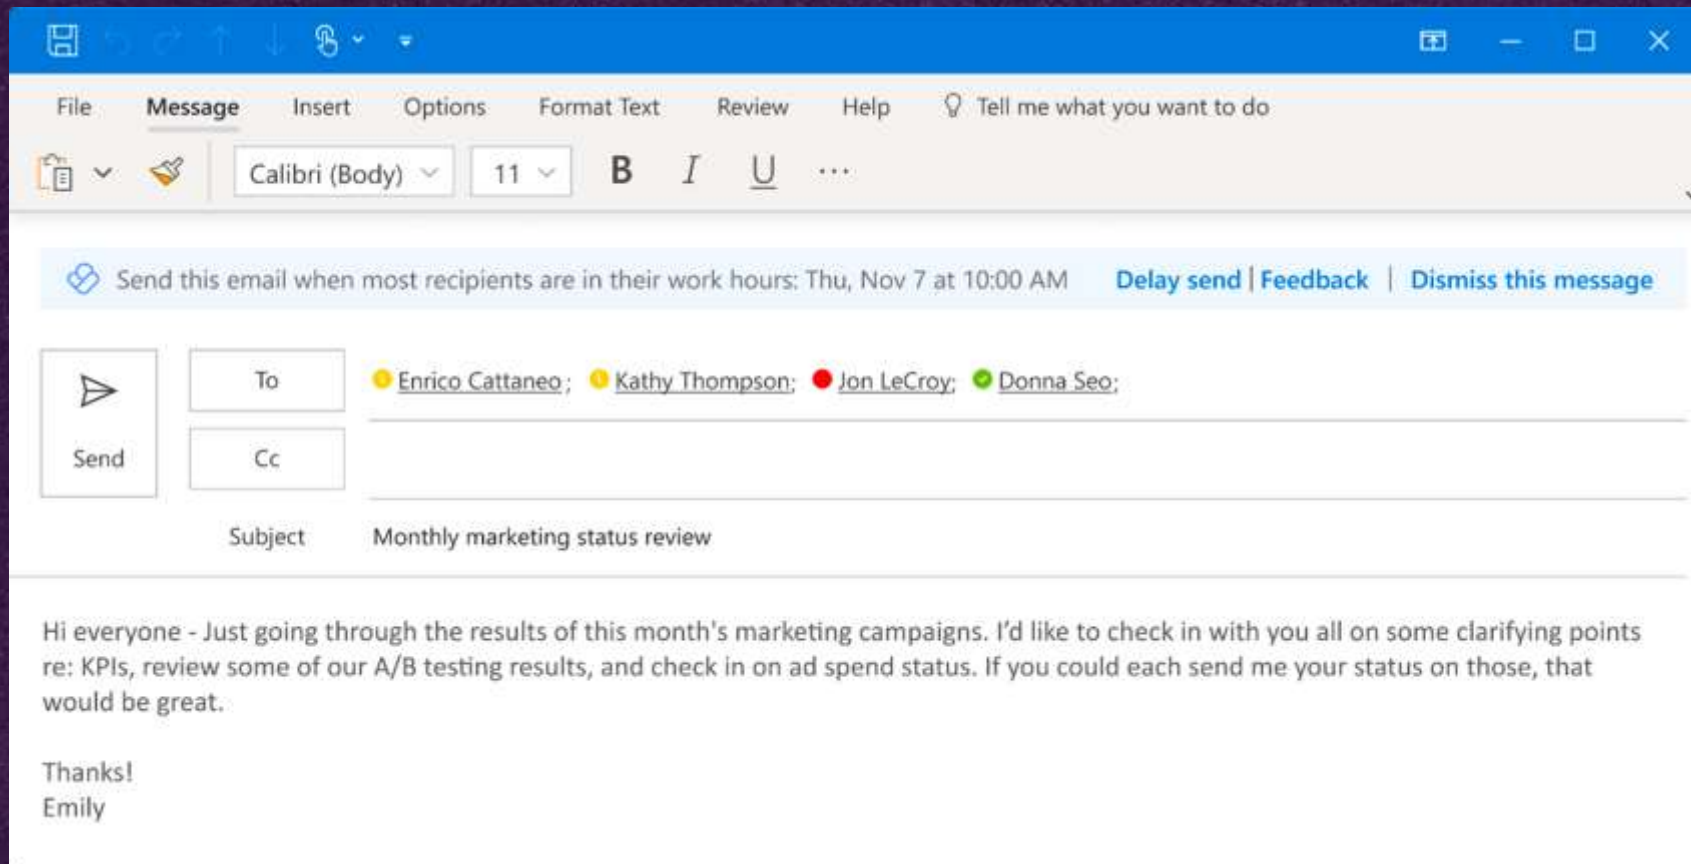 File Message Insert Options Format Text Review Help Tell me what you want to do
Calibri (Body) 11 B I U ...
Send this email when most recipients are in their work hours: Thu, Nov 7 at 10:00 AM Delay send | Feedback | Dismiss this message
Send
To Enrico Cattaneo; Kathy Thompson; Jon LeCroy; Donna Seo;
Cc
Subject Monthly marketing status review
Hi everyone - Just going through the results of this month's marketing campaigns. I'd like to check in with you all on some clarifying points
re: KPIs, review some of our A/B testing results, and check in on ad spend status. If you could each send me your status on those, that
would be great.
Thanks!
Emily